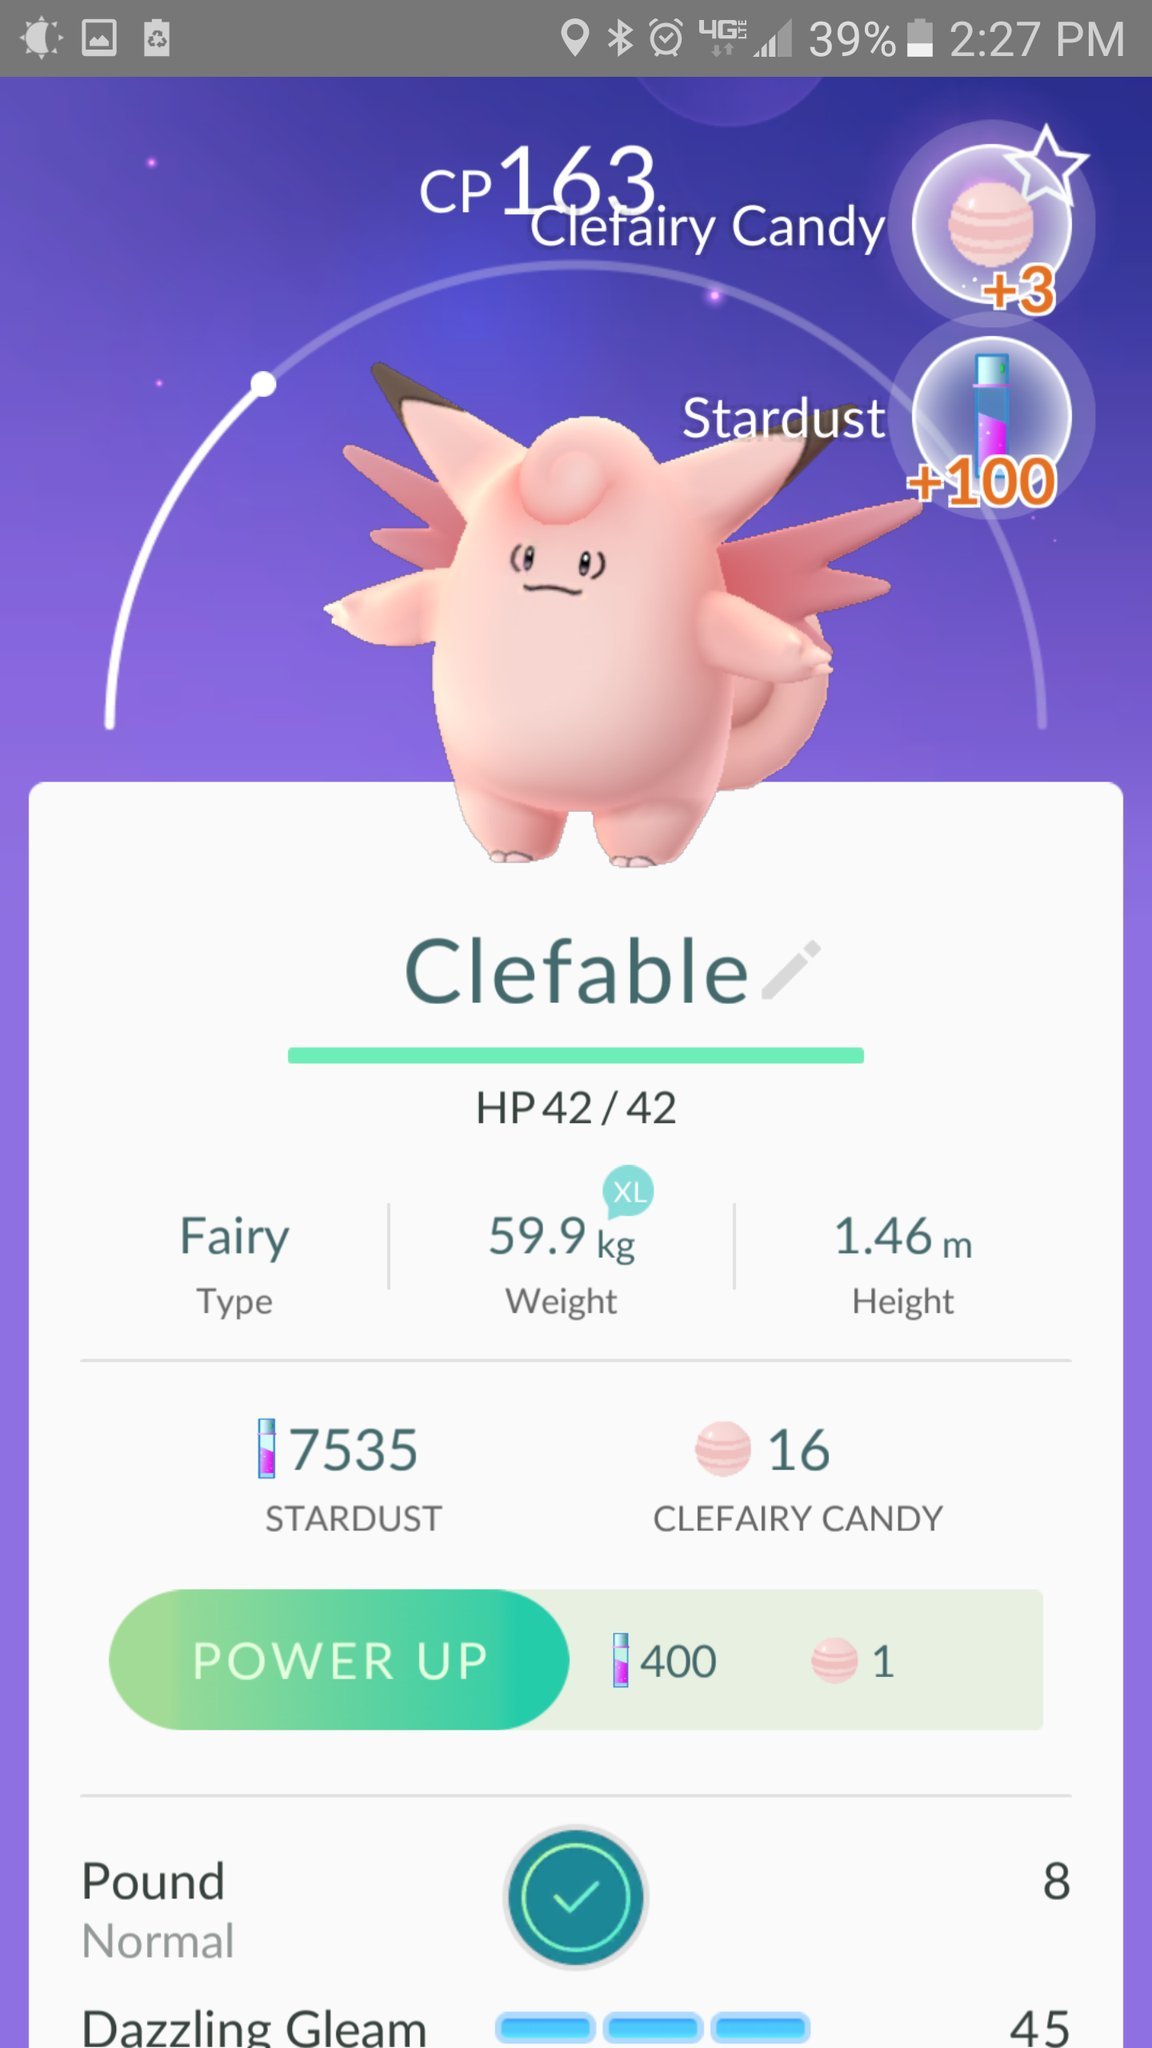 4G LTE 39% 2:27 PM
CP163
Clefairy Candy
+3
Stardust
+100
Clefable
HP 42 / 42
XL
Fairy 59.9 kg 1.46 m
Type Weight Height
7535 16
STARDUST CLEFAIRY CANDY
POWER UP 400 1
Pound 8
Normal
Dazzling Gleam 45